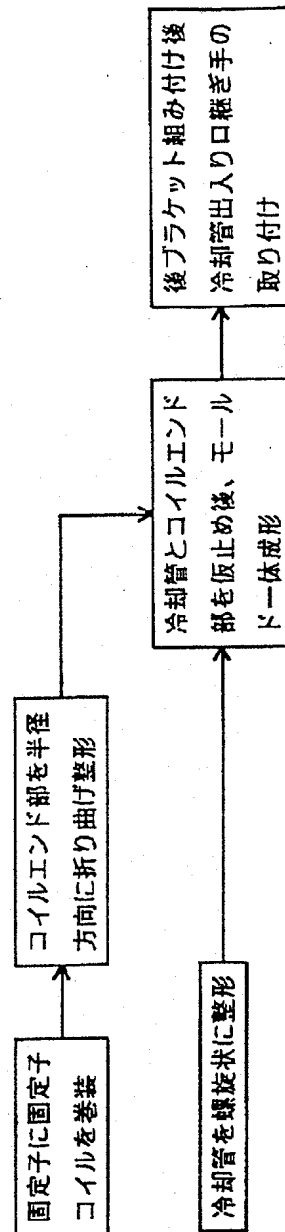 固定子に固定子
コイルを巻装
コイルエンド部を半径
方向に折り曲げ整形
冷却管を螺旋状に整形
冷却管とコイルエンド
部を仮止め後、モール
ド一体成形
後ブラケット組み付け後
冷却管出入り口継ぎ手の
取り付け